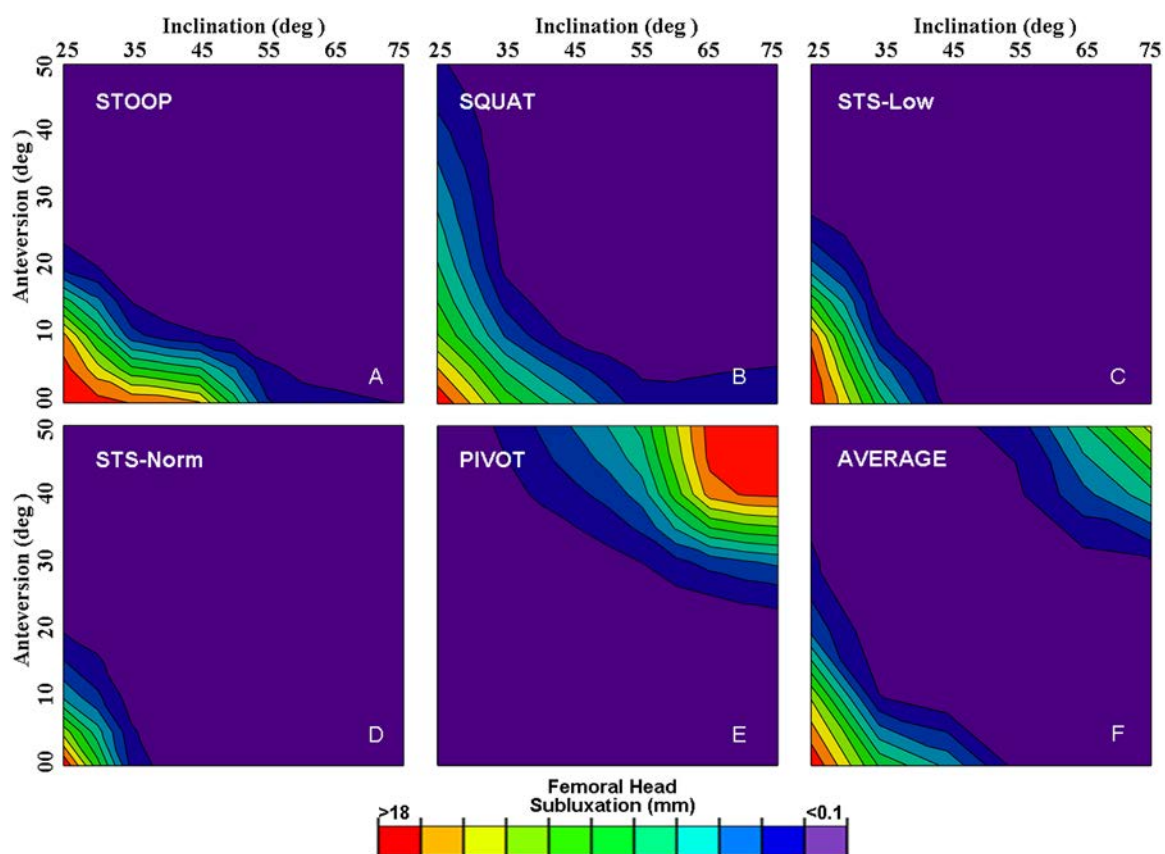 Inclination (deg ) Inclination (deg ) Inclination (deg )
25 35 45 55 65 75 25 35 45 55 60 65 75 25 35 45 55 65 75
Anteversion (deg)
50
40
30
20
10
00
STOOP
A
SQUAT
B
STS-Low
C
Anteversion (deg)
50
40
30
20
10
00
STS-Norm
D
PIVOT
E
AVERAGE
F
Femoral Head
Subluxation (mm)
>18 <0.1